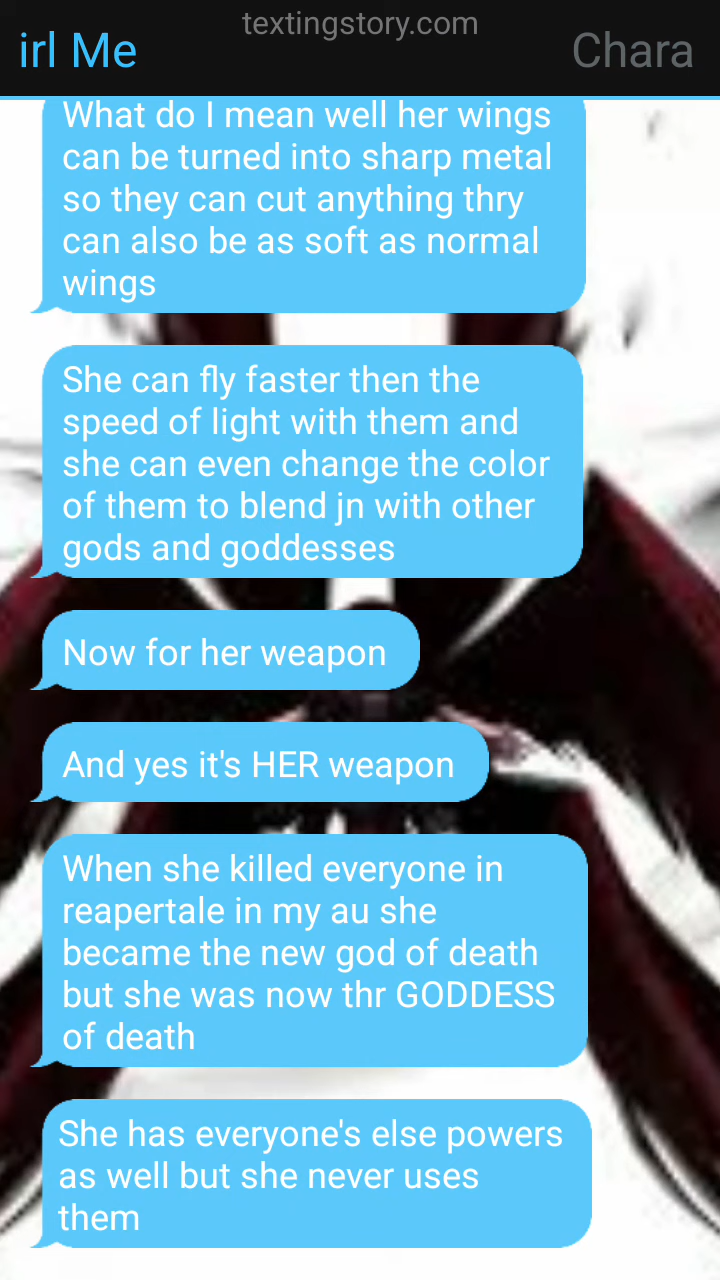 textingstory.com
irl Me
Chara
What do I mean well her wings
can be turned into sharp metal
so they can cut anything thry
can also be as soft as normal
wings
She can fly faster then the
speed of light with them and
she can even change the color
of them to blend jn with other
gods and goddesses
Now for her weapon
And yes it's HER weapon
When she killed everyone in
reapertale in my au she
became the new god of death
but she was now thr GODDESS
of death
She has everyone's else powers
as well but she never uses
them